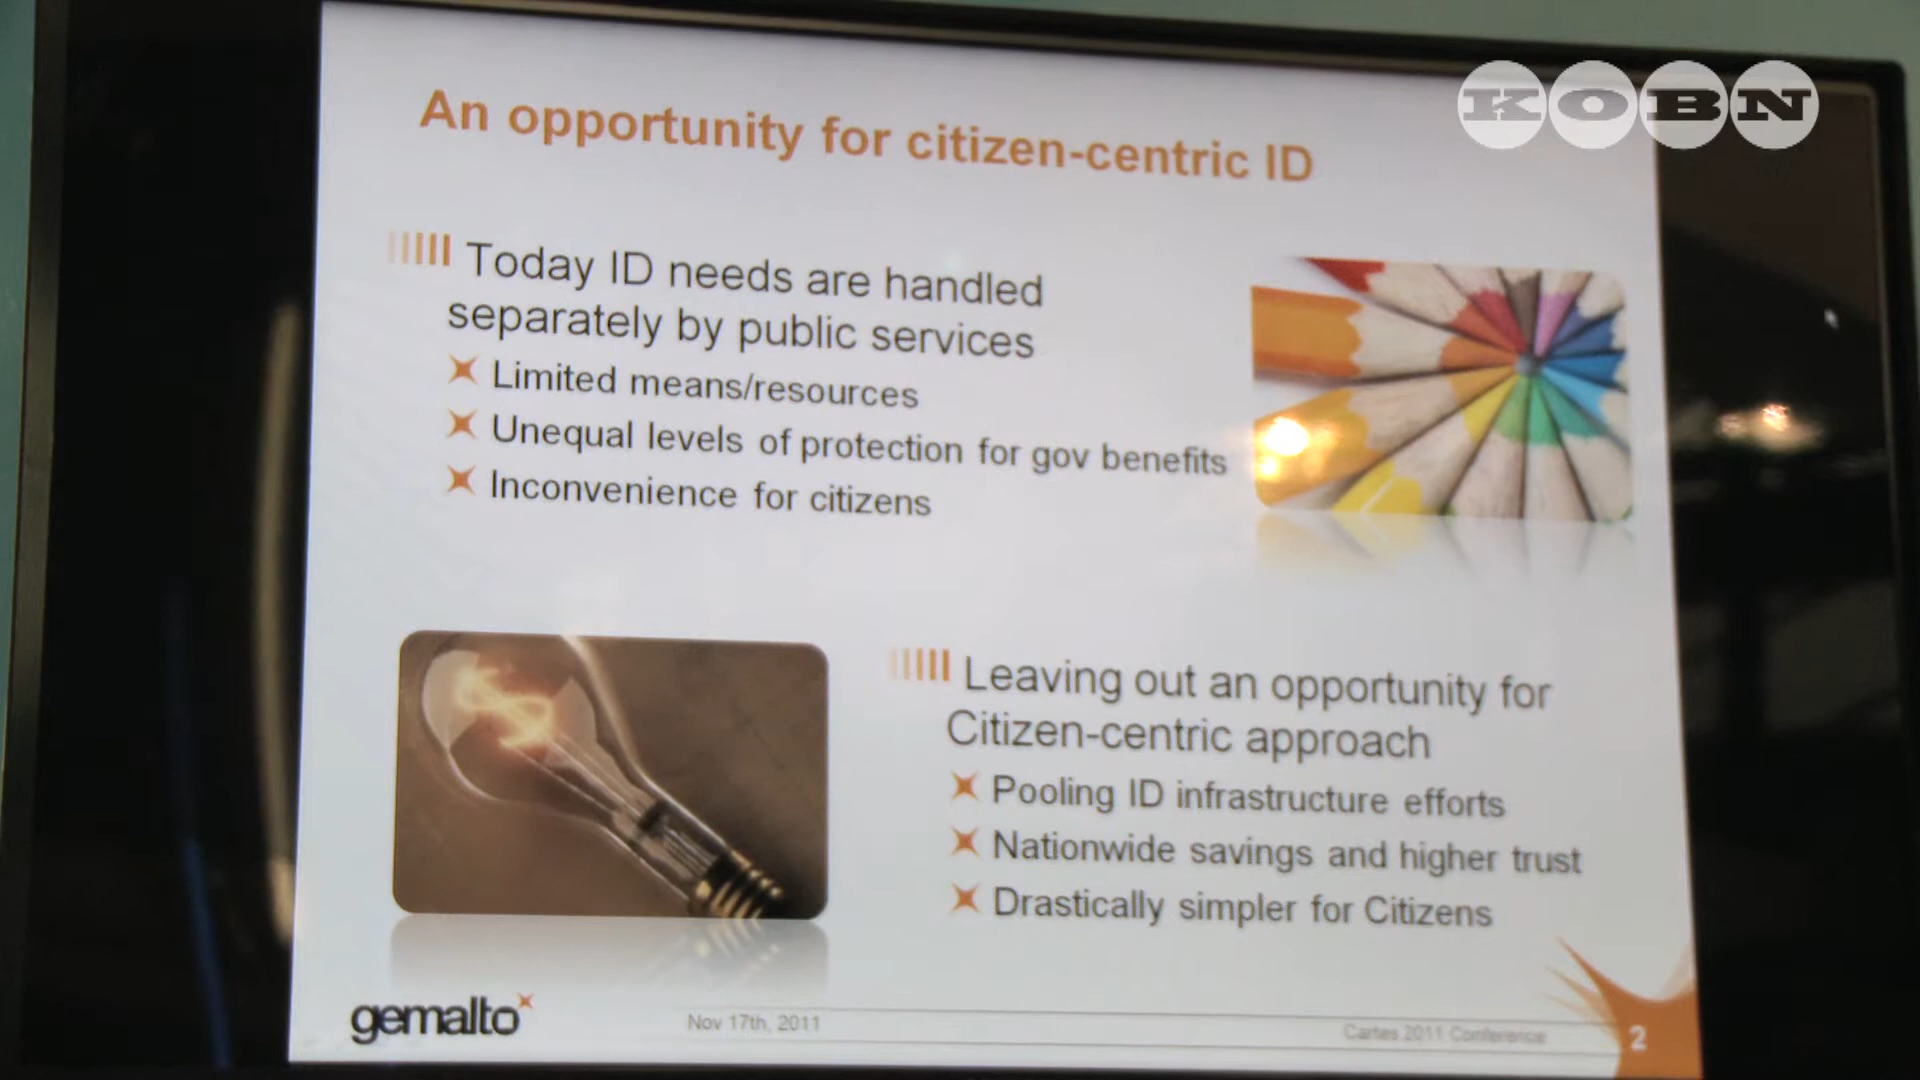 KOBN
An opportunity for citizen-centric ID
Today ID needs are handled
separately by public services
Limited means/resources
Unequal levels of protection for gov benefits
Inconvenience for citizens
Leaving out an opportunity for
Citizen-centric approach
Pooling ID infrastructure efforts
Nationwide savings and higher trust
Drastically simpler for Citizens
gemalto
Nov 17th, 2011
Cartes 2011 Conference
2